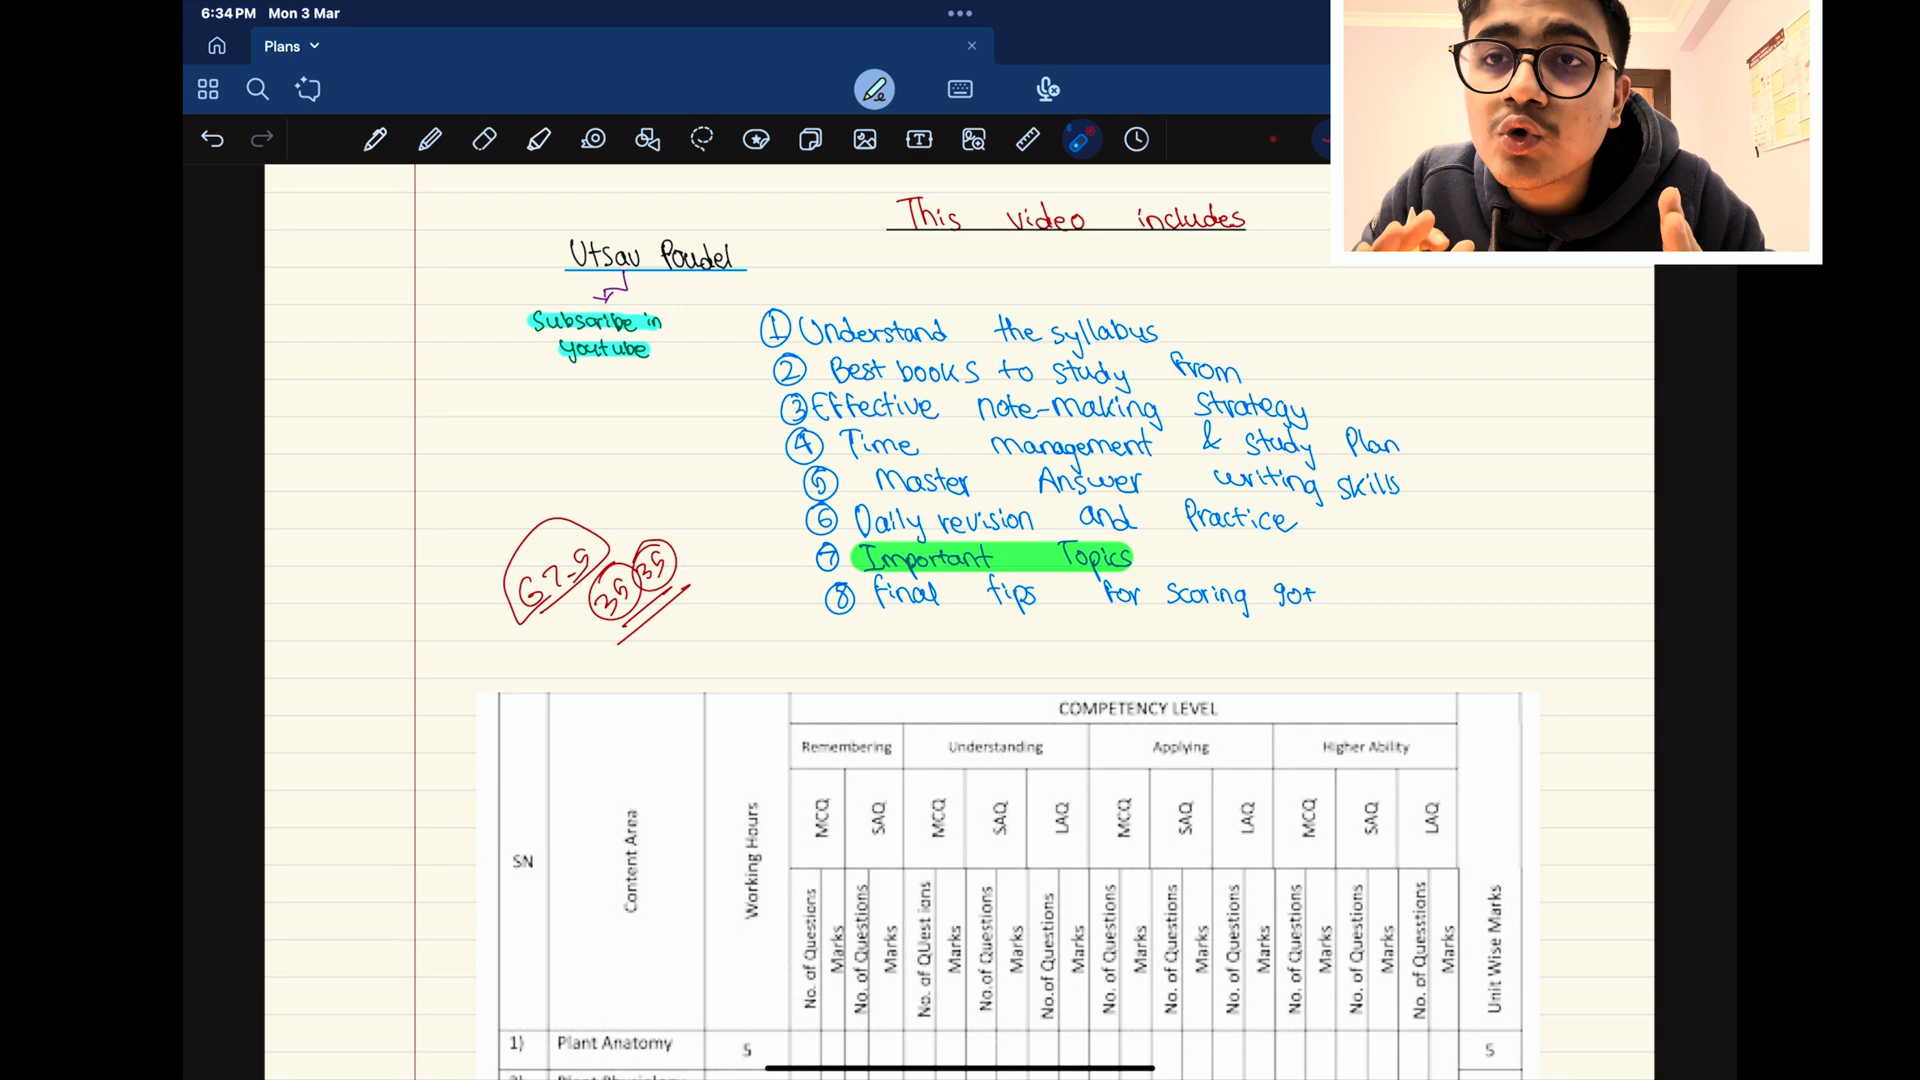 6:34 PM Mon 3 Mar
Plans
This video includes
Utsav Poudel
Subscribe in
Youtube
① Understand the syllabus
② Best books to study from
③ Effective note-making Strategy
④ Time management & study Plan
⑤ Master Answer writing skills
⑥ Daily revision and Practice
⑦ Important Topics
⑧ final tips for scoring 90+
35 35
COMPETENCY LEVEL
Remembering Understanding Applying Higher Ability
SN Content Area Working Hours MCQ SAQ MCQ SAQ LAQ MCQ SAQ LAQ MCQ SAQ LAQ Unit Wise Marks
No. of Questions Marks No. of Questions Marks No. of QUest ions Marks No.of Questions Marks No.of Questions Marks No. of Questions Marks No. of Questions Marks No. of Questions Marks No. of Questions Marks No. of Questions Marks No. of Quesstions Marks
1) Plant Anatomy 5 5